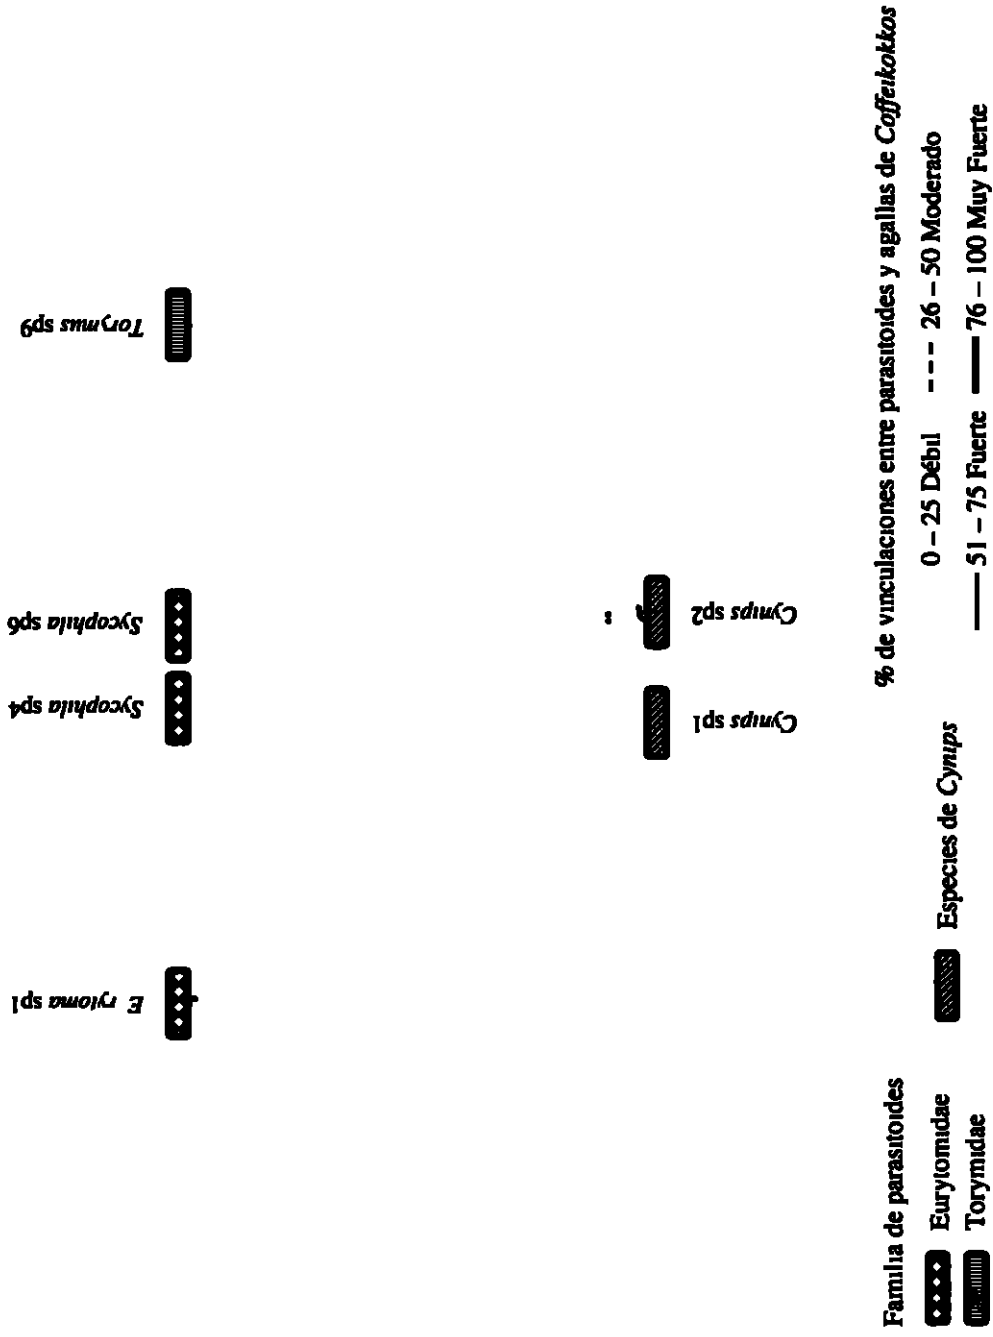 E rytoma sp1
Sycophila sp4
Sycophila sp6
Torymus sp9
Cynips sp1
Cynips sp2
Familia de parasitoides
Eurytomidae
Torymidae
Especies de Cynips
% de vinculaciones entre parasitoides y agallas de Coffeikokkos
0 – 25 Débil --- 26 – 50 Moderado
— 51 – 75 Fuerte — 76 – 100 Muy Fuerte